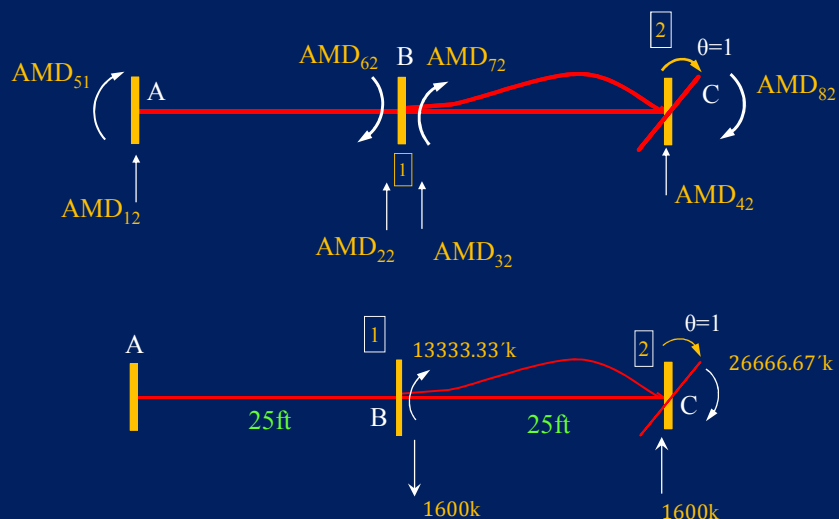 2
θ=1
B
AMD₅₁
A
AMD₆₂
AMD₇₂
C
AMD₈₂
1
AMD₁₂
AMD₂₂
AMD₃₂
AMD₄₂
1
θ=1
A
13333.33´k
2
26666.67´k
B
C
25ft
25ft
1600k
1600k